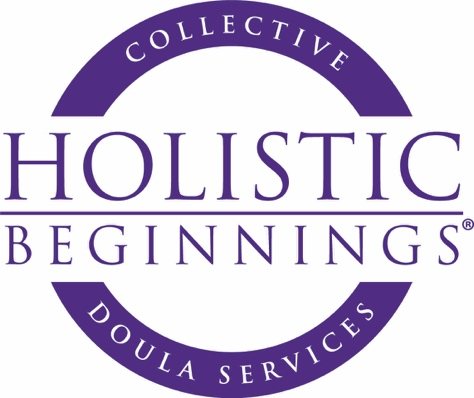 COLLECTIVE
HOLISTIC
BEGINNINGS®
DOULA SERVICES